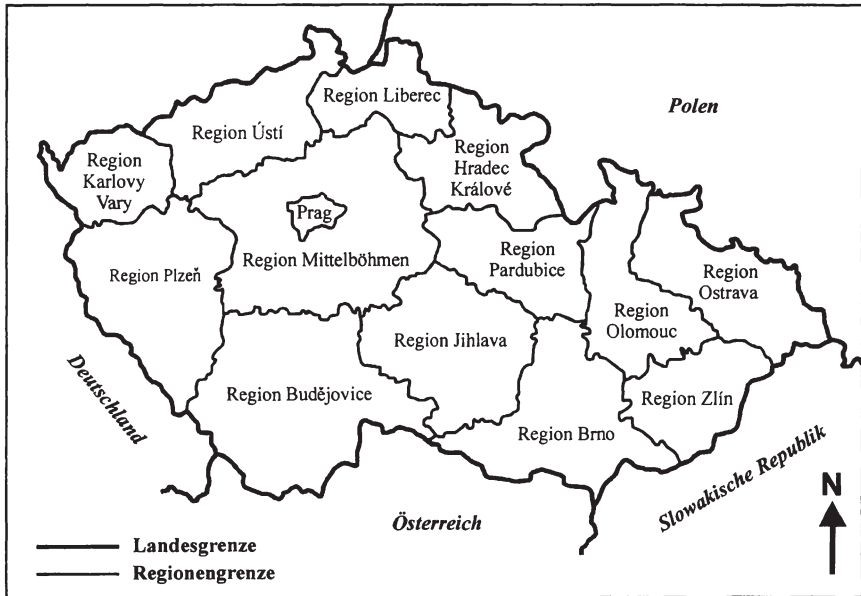 Region Liberec
Polen
Region Ústí
Region
Hradec
Králové
Region
Karlovy
Vary
Prag
Region Mittelböhmen
Region Plzeň
Region
Pardubice
Region
Ostrava
Region
Olomouc
Region Jihlava
Region Budějovice
Region Zlín
Region Brno
Deutschland
Österreich
Slowakische Republik
N
Landesgrenze
Regionengrenze